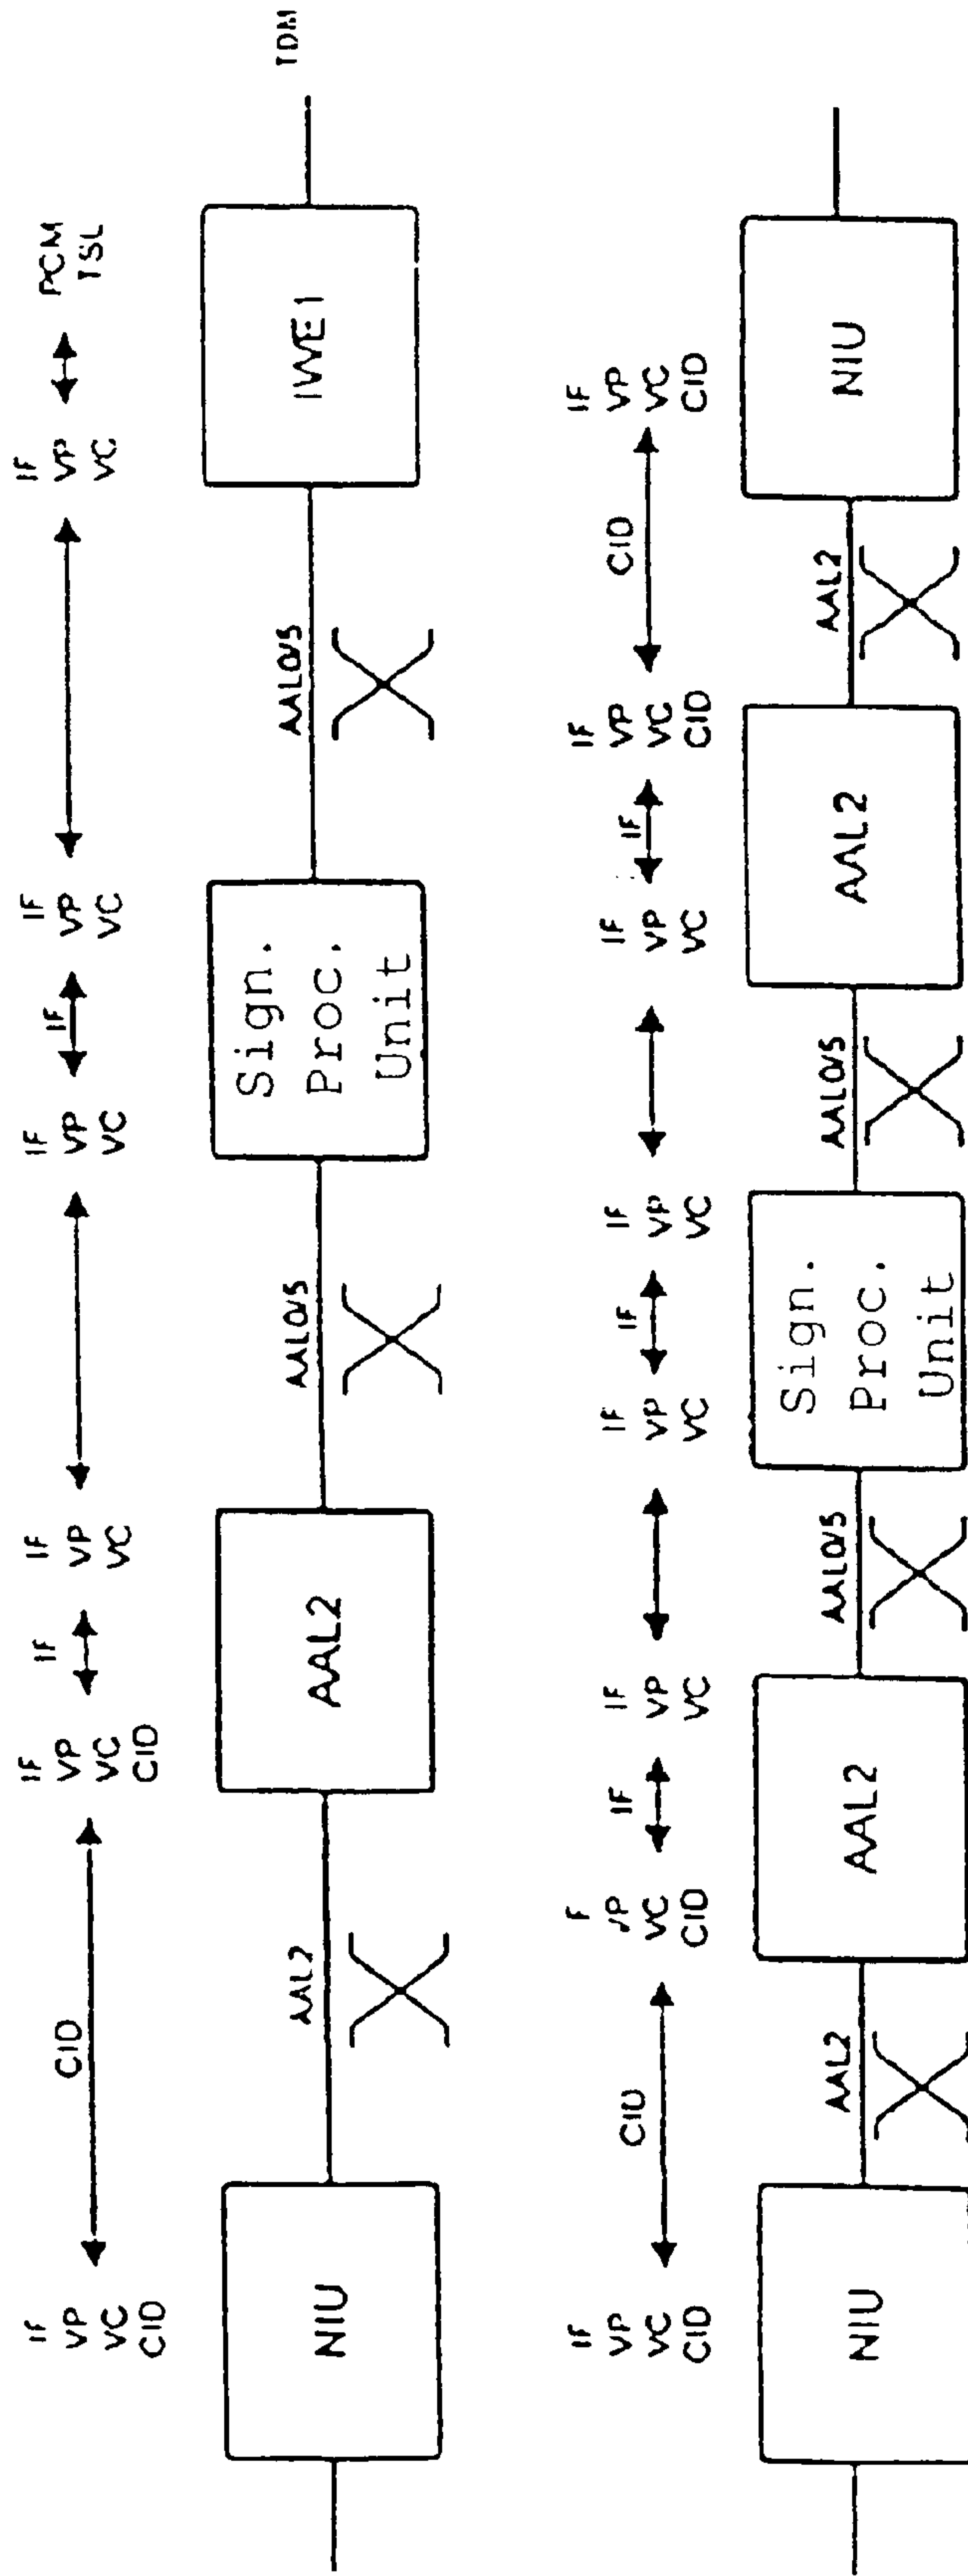 IF
VP
VC
CID
CID
IF
VP
VC
CID
IF
IF
VP
VC
IF
VP
VC
IF
IF
VP
VC
IF
VP
VC
PCM
TSL
NIU
AAL2
AAL2
AAL0/5
Sign.
Proc.
Unit
AAL0/5
IWE1
TDM
IF
VP
VC
CID
CID
F
VP
VC
CID
IF
IF
VP
VC
IF
VP
VC
IF
IF
VP
VC
IF
VP
VC
IF
IF
VP
VC
CID
CID
IF
VP
VC
CID
NIU
AAL2
AAL2
AAL0/5
Sign.
Proc.
Unit
AAL0/5
AAL2
AAL2
NIU